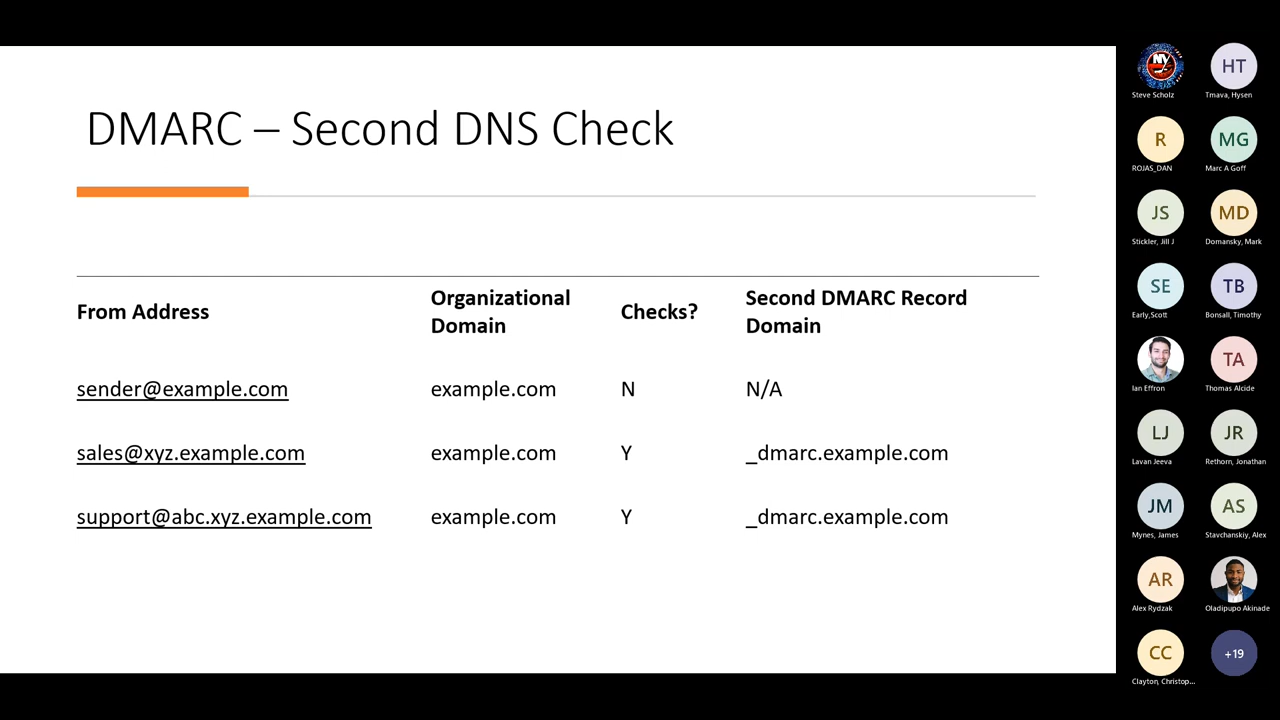 DMARC – Second DNS Check
From Address
Organizational
Domain
Checks?
Second DMARC Record
Domain
sender@example.com
example.com
N
N/A
sales@xyz.example.com
example.com
Y
_dmarc.example.com
support@abc.xyz.example.com
example.com
Y
_dmarc.example.com
NY
HT
Steve Scholz
Tmava, Hysen
R
MG
ROJAS_DAN
Marc A Goff
JS
MD
Stickler, Jill J
Domansky, Mark
SE
TB
Early,Scott
Bonsall, Timothy
TA
Ian Effron
Thomas Alcide
LJ
JR
Lavan Jeeva
Rethorn, Jonathan
JM
AS
Mynes, James
Stavchanskiy, Alex
AR
Alex Rydzak
Oladipupo Akinade
CC
+19
Clayton, Christop...